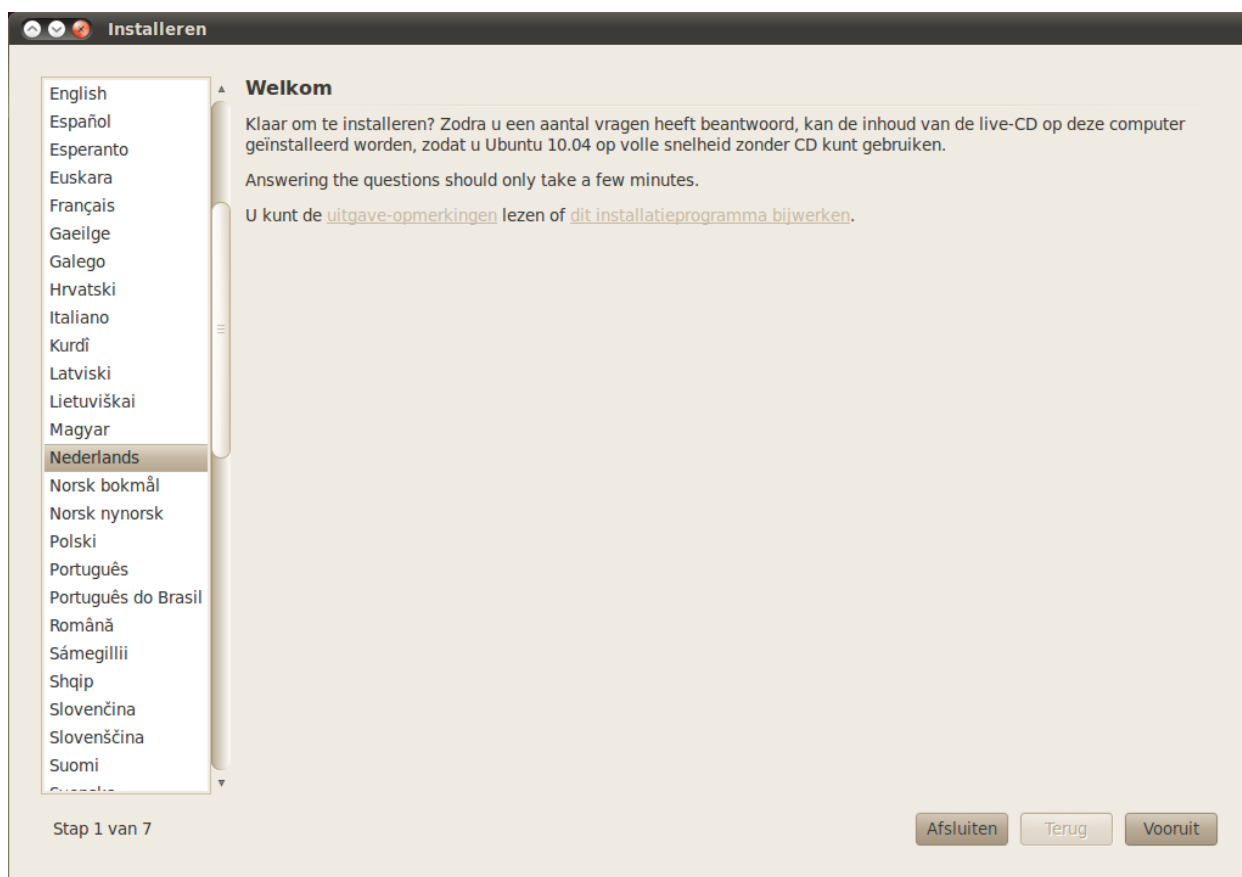 Installeren
English
Español
Esperanto
Euskara
Français
Gaeilge
Galego
Hrvatski
Italiano
Kurdî
Latviski
Lietuviškai
Magyar
Nederlands
Norsk bokmål
Norsk nynorsk
Polski
Português
Português do Brasil
Română
Sámegillii
Shqip
Slovenčina
Slovenščina
Suomi
Welkom
Klaar om te installeren? Zodra u een aantal vragen heeft beantwoord, kan de inhoud van de live-CD op deze computer
geïnstalleerd worden, zodat u Ubuntu 10.04 op volle snelheid zonder CD kunt gebruiken.
Answering the questions should only take a few minutes.
U kunt de uitgave-opmerkingen lezen of dit installatieprogramma bijwerken.
Stap 1 van 7
Afsluiten
Terug
Vooruit